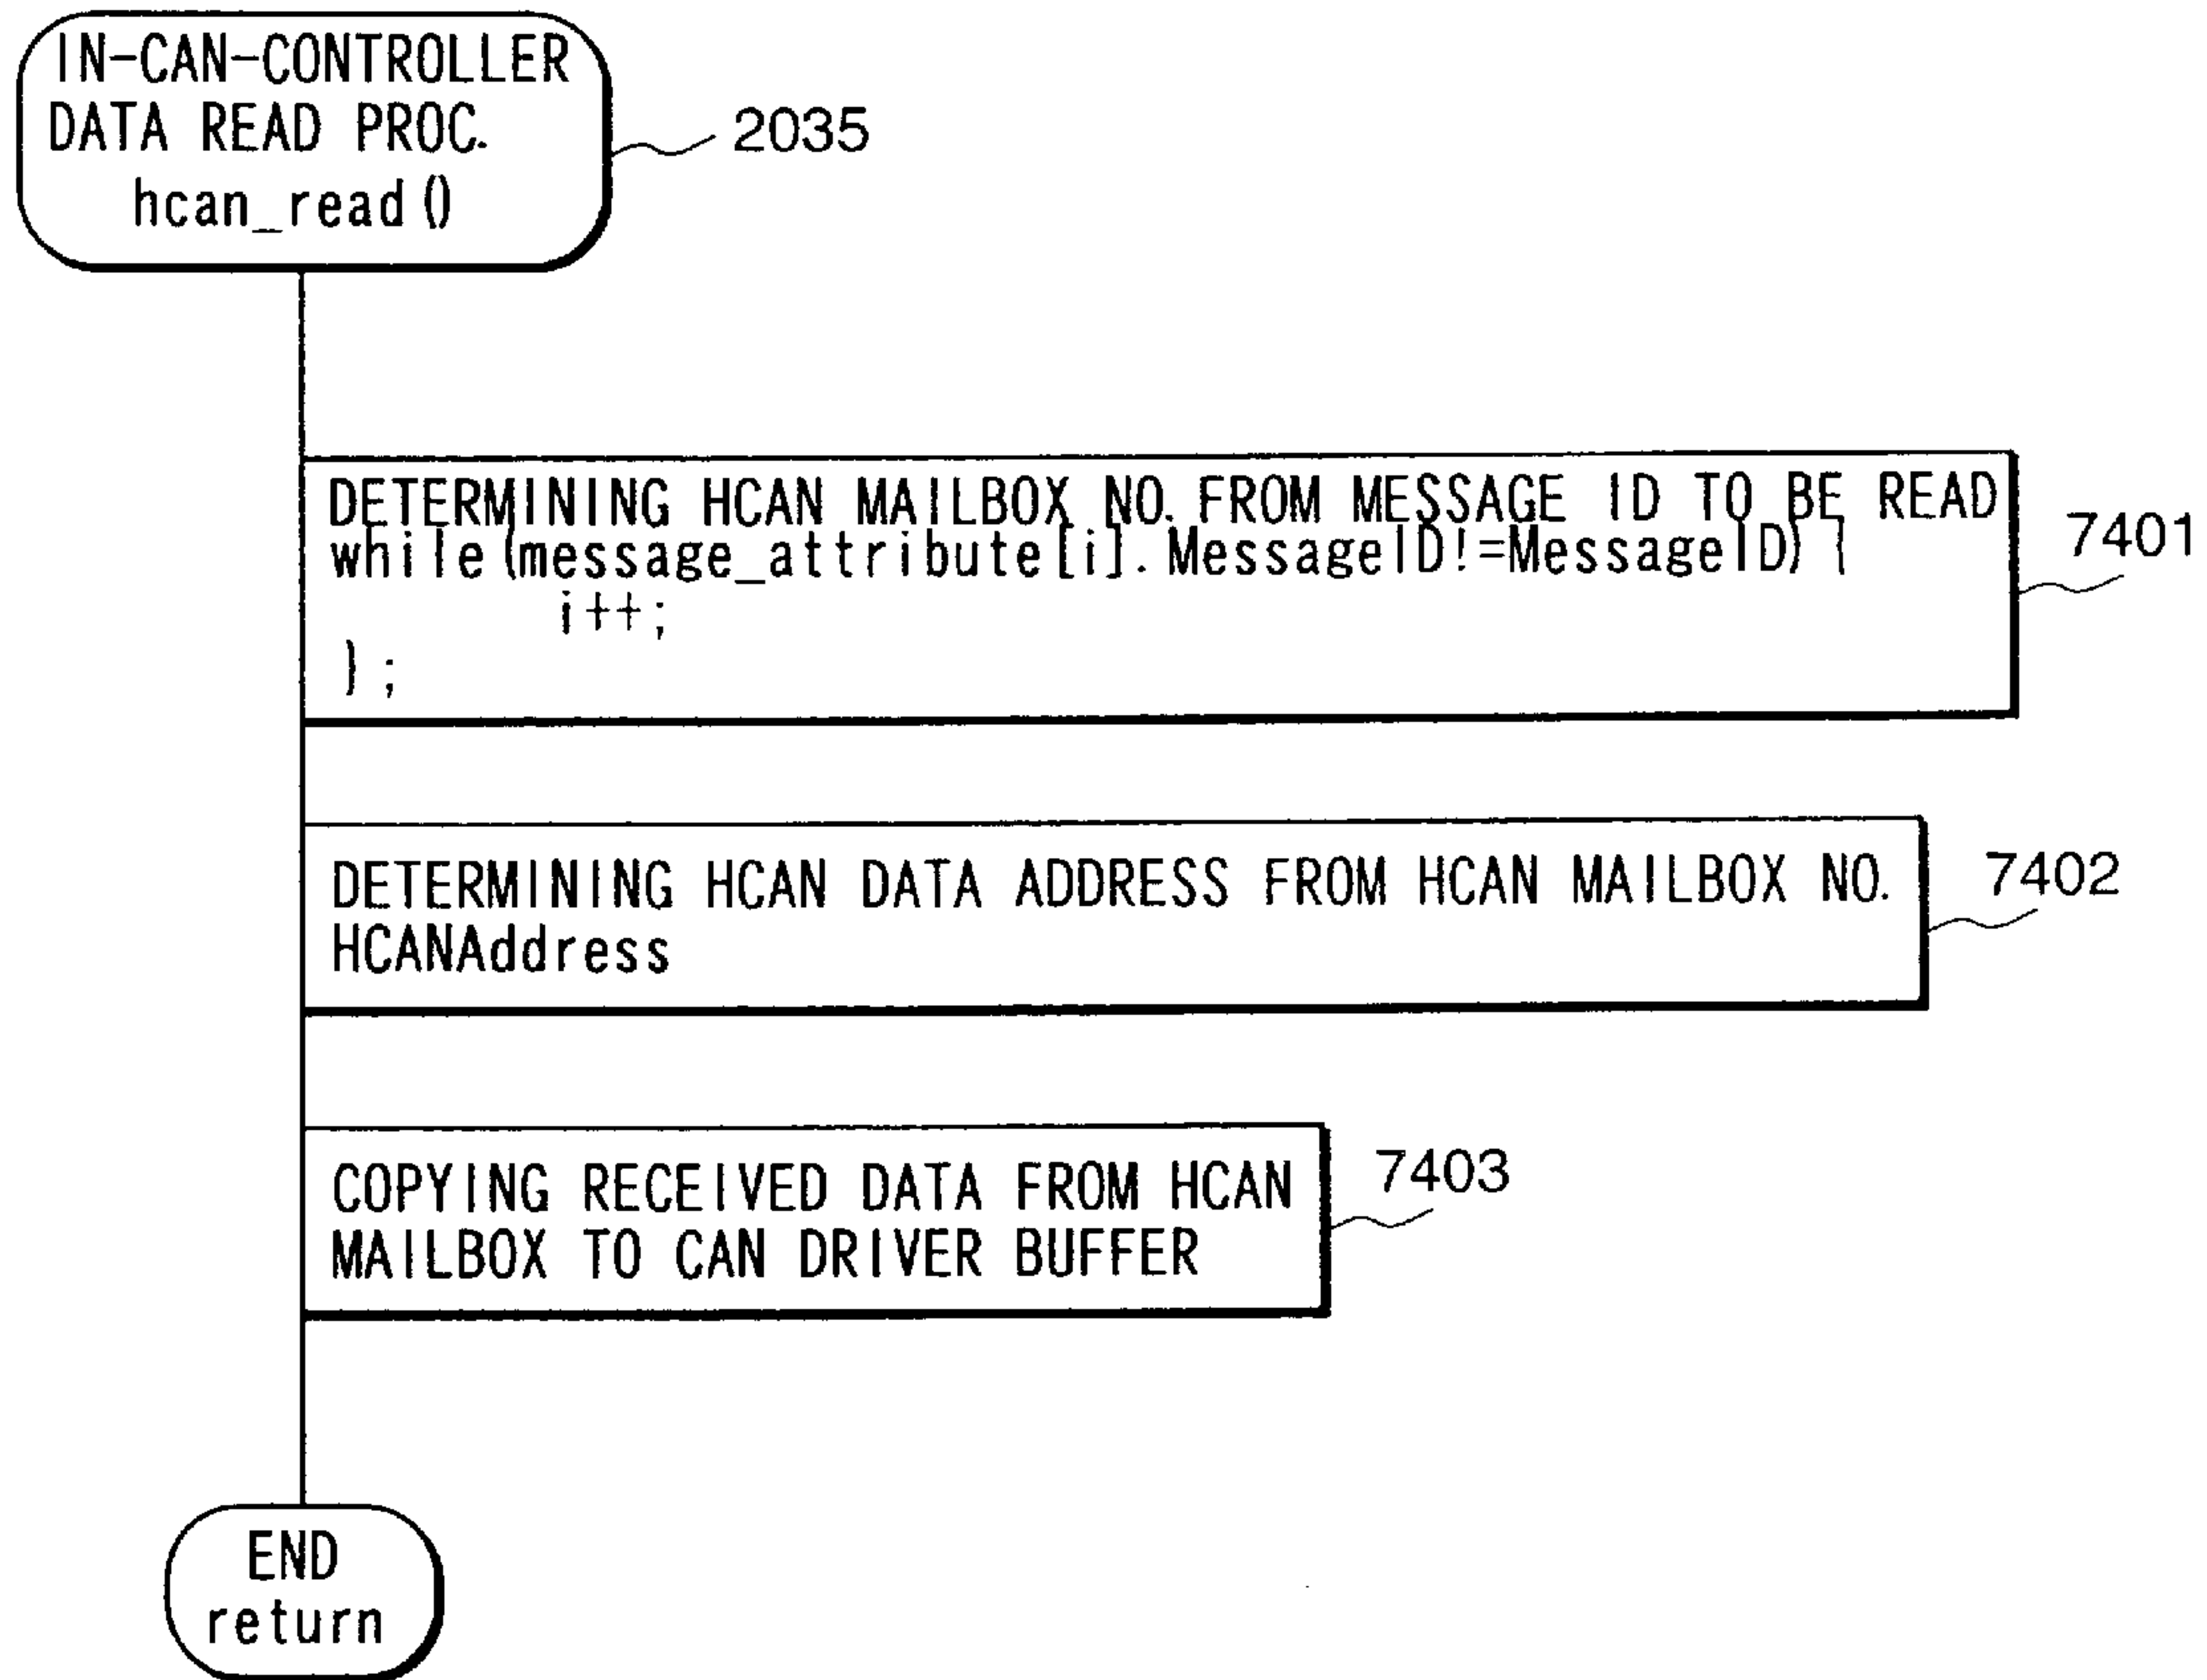 IN-CAN-CONTROLLER
DATA READ PROC.
hcan_read()
2035
DETERMINING HCAN MAILBOX NO. FROM MESSAGE ID TO BE READ
while(message_attribute[i].MessageID!=MessageID) {
i++;
};
7401
DETERMINING HCAN DATA ADDRESS FROM HCAN MAILBOX NO.
HCANAddress
7402
COPYING RECEIVED DATA FROM HCAN
MAILBOX TO CAN DRIVER BUFFER
7403
END
return